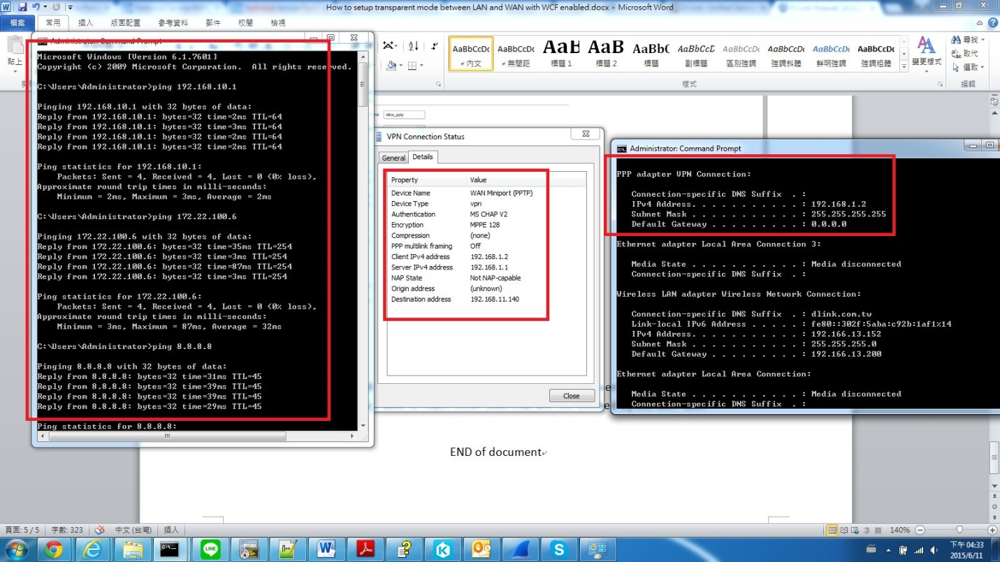 How to setup transparent mode between LAN and WAN with WCF enabled.docx - Microsoft Word
檔案 常用 插入 版面配置 參考資料 郵件 校閱 檢視
貼上
AaBbCcDc AaBbCcDc AaBb AaBb AaBbC AaBbCcD AaBbCcDc AaBbCcDc AaBbCcDc AaBbCcDc
內文 無間距 標題 1 標題 2 標題 副標題 區別強調 強調斜體 鮮明強調 強調粗體
變更樣式
尋找
取代
選取
樣式
編輯
allow_pptp
Administrator: Command Prompt
Microsoft Windows [Version 6.1.7601]
Copyright (c) 2009 Microsoft Corporation.  All rights reserved.
C:\Users\Administrator>ping 192.168.10.1
Pinging 192.168.10.1 with 32 bytes of data:
Reply from 192.168.10.1: bytes=32 time=2ms TTL=64
Reply from 192.168.10.1: bytes=32 time=3ms TTL=64
Reply from 192.168.10.1: bytes=32 time=2ms TTL=64
Reply from 192.168.10.1: bytes=32 time=2ms TTL=64
Ping statistics for 192.168.10.1:
Packets: Sent = 4, Received = 4, Lost = 0 (0% loss),
Approximate round trip times in milli-seconds:
Minimum = 2ms, Maximum = 3ms, Average = 2ms
C:\Users\Administrator>ping 172.22.100.6
Pinging 172.22.100.6 with 32 bytes of data:
Reply from 172.22.100.6: bytes=32 time=35ms TTL=254
Reply from 172.22.100.6: bytes=32 time=3ms TTL=254
Reply from 172.22.100.6: bytes=32 time=87ms TTL=254
Reply from 172.22.100.6: bytes=32 time=3ms TTL=254
Ping statistics for 172.22.100.6:
Packets: Sent = 4, Received = 4, Lost = 0 (0% loss),
Approximate round trip times in milli-seconds:
Minimum = 3ms, Maximum = 87ms, Average = 32ms
C:\Users\Administrator>ping 8.8.8.8
Pinging 8.8.8.8 with 32 bytes of data:
Reply from 8.8.8.8: bytes=32 time=31ms TTL=45
Reply from 8.8.8.8: bytes=32 time=39ms TTL=45
Reply from 8.8.8.8: bytes=32 time=39ms TTL=45
Reply from 8.8.8.8: bytes=32 time=29ms TTL=45
Ping statistics for 8.8.8.8:
VPN Connection Status
General Details
Property Value
Device Name WAN Miniport (PPTP)
Device Type vpn
Authentication MS CHAP V2
Encryption MPPE 128
Compression (none)
PPP multilink framing Off
Client IPv4 address 192.168.1.2
Server IPv4 address 192.168.1.1
NAP State Not NAP-capable
Origin address (unknown)
Destination address 192.168.11.140
Close
Administrator: Command Prompt
PPP adapter VPN Connection:
Connection-specific DNS Suffix  . :
IPv4 Address. . . . . . . . . . . : 192.168.1.2
Subnet Mask . . . . . . . . . . . : 255.255.255.255
Default Gateway . . . . . . . . . : 0.0.0.0
Ethernet adapter Local Area Connection 3:
Media State . . . . . . . . . . . : Media disconnected
Connection-specific DNS Suffix  . :
Wireless LAN adapter Wireless Network Connection:
Connection-specific DNS Suffix  . : dlink.com.tw
Link-local IPv6 Address . . . . . : fe80::302f:5aba:c92b:1af1%14
IPv4 Address. . . . . . . . . . . : 192.166.13.152
Subnet Mask . . . . . . . . . . . : 255.255.255.0
Default Gateway . . . . . . . . . : 192.166.13.200
Ethernet adapter Local Area Connection:
Media State . . . . . . . . . . . : Media disconnected
Connection-specific DNS Suffix  . :
END of document
頁面: 5 / 5 字數: 323 中文 (台灣) 插入 140%
LINE
下午 04:33
2015/6/11